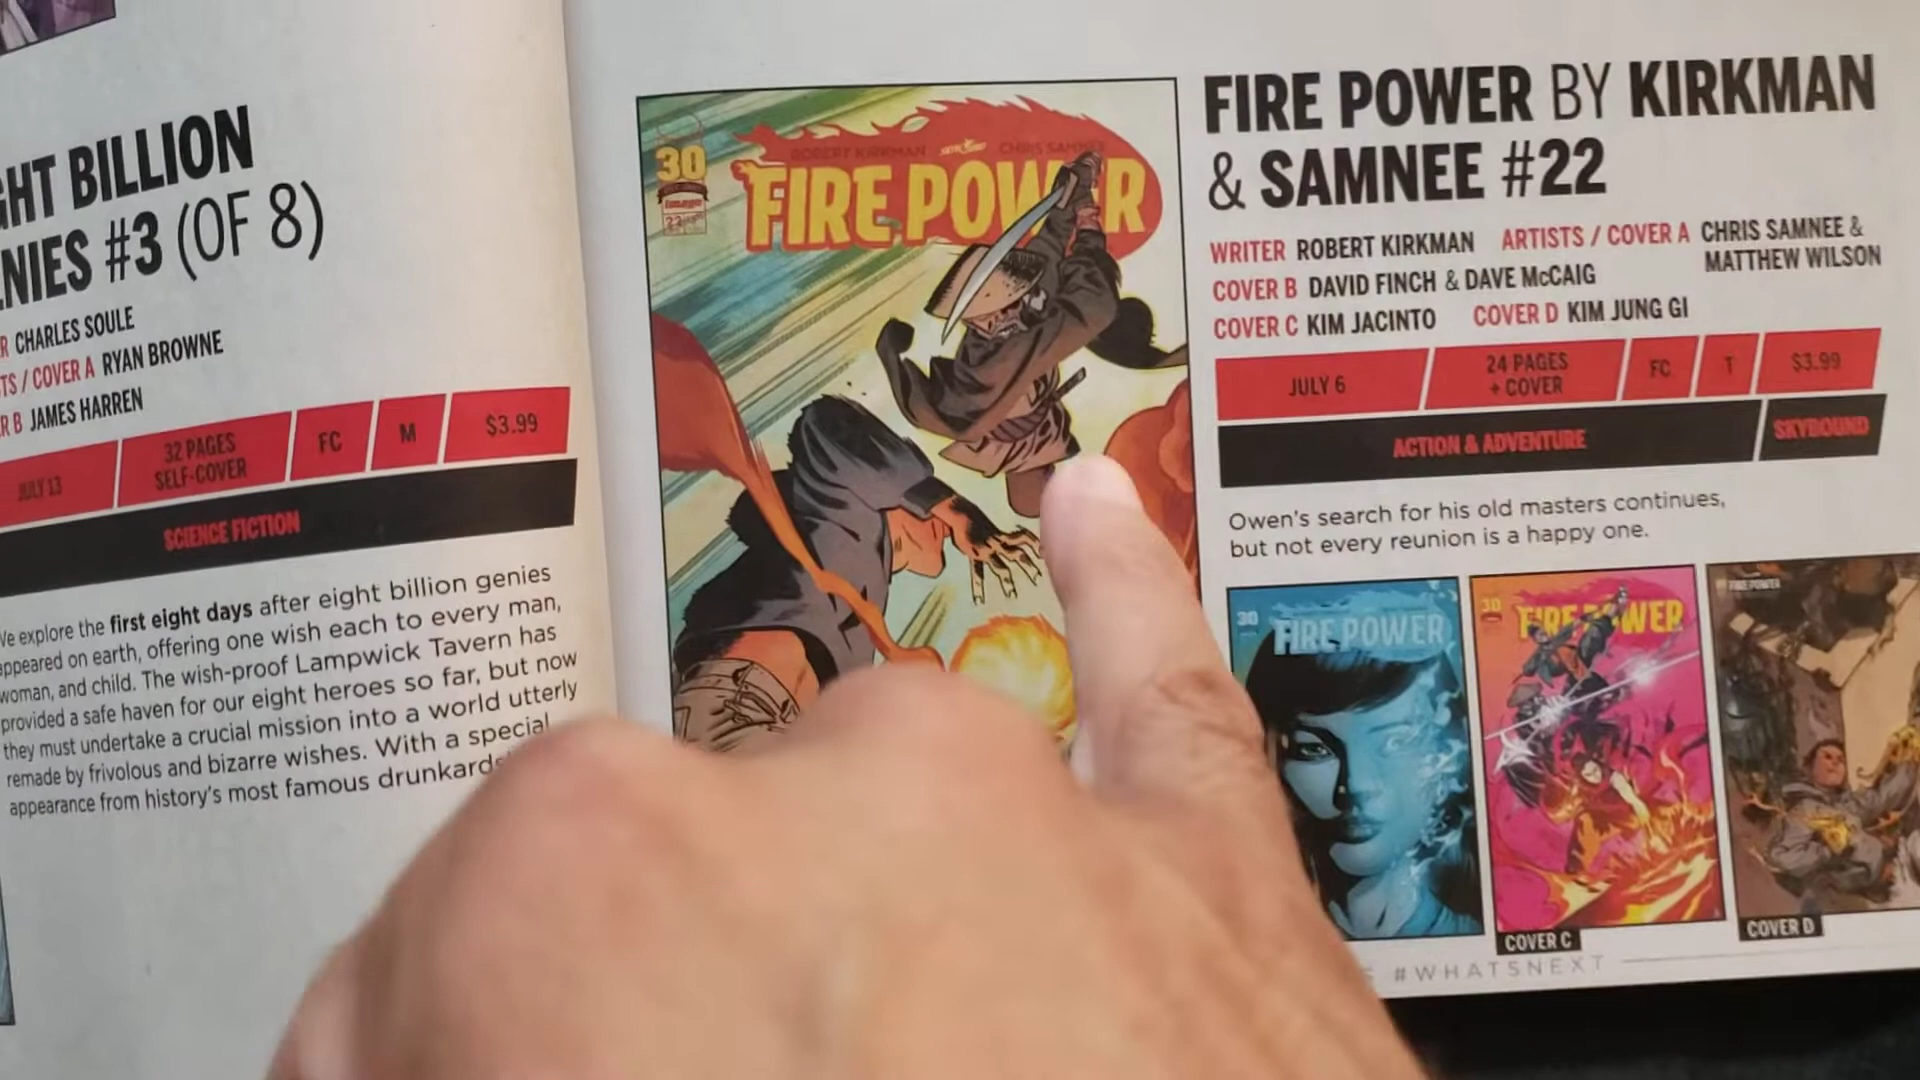 GHT BILLION
NIES #3 (OF 8)
R CHARLES SOULE
TS / COVER A RYAN BROWNE
R B JAMES HARREN
JULY 13
32 PAGES
SELF-COVER
FC
M
$3.99
SCIENCE FICTION
We explore the first eight days after eight billion genies
appeared on earth, offering one wish each to every man,
woman, and child. The wish-proof Lampwick Tavern has
provided a safe haven for our eight heroes so far, but now
they must undertake a crucial mission into a world utterly
remade by frivolous and bizarre wishes. With a special
appearance from history's most famous drunkards
30
image
22
ROBERT KIRKMAN CHRIS SAMNEE
FIRE POWER
FIRE POWER BY KIRKMAN
& SAMNEE #22
WRITER ROBERT KIRKMAN ARTISTS / COVER A CHRIS SAMNEE &
MATTHEW WILSON
COVER B DAVID FINCH & DAVE McCAIG
COVER C KIM JACINTO COVER D KIM JUNG GI
JULY 6
24 PAGES
+ COVER
FC
T
$3.99
ACTION & ADVENTURE
SKYBOUND
Owen's search for his old masters continues,
but not every reunion is a happy one.
30
FIRE POWER
30
FIRE POWER
FIRE POWER
COVER C
COVER D
#WHATSNEXT